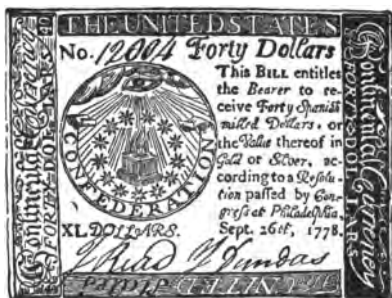 THE UNITED STATES
No. 12004 Forty Dollars
This BILL entitles
the Bearer to re-
ceive Forty Spanish
milled Dollars, or
the Value thereof in
Gold or Silver, ac-
cording to a Resolu-
tion passed by Con-
gress at Philadelphia,
Sept. 26th, 1778.
CONFEDERATION
XL DOLLARS.
Read Dundas
Continental Currency
FORTY-DOLLARS
Continental Currency
FORTY-DOLLARS